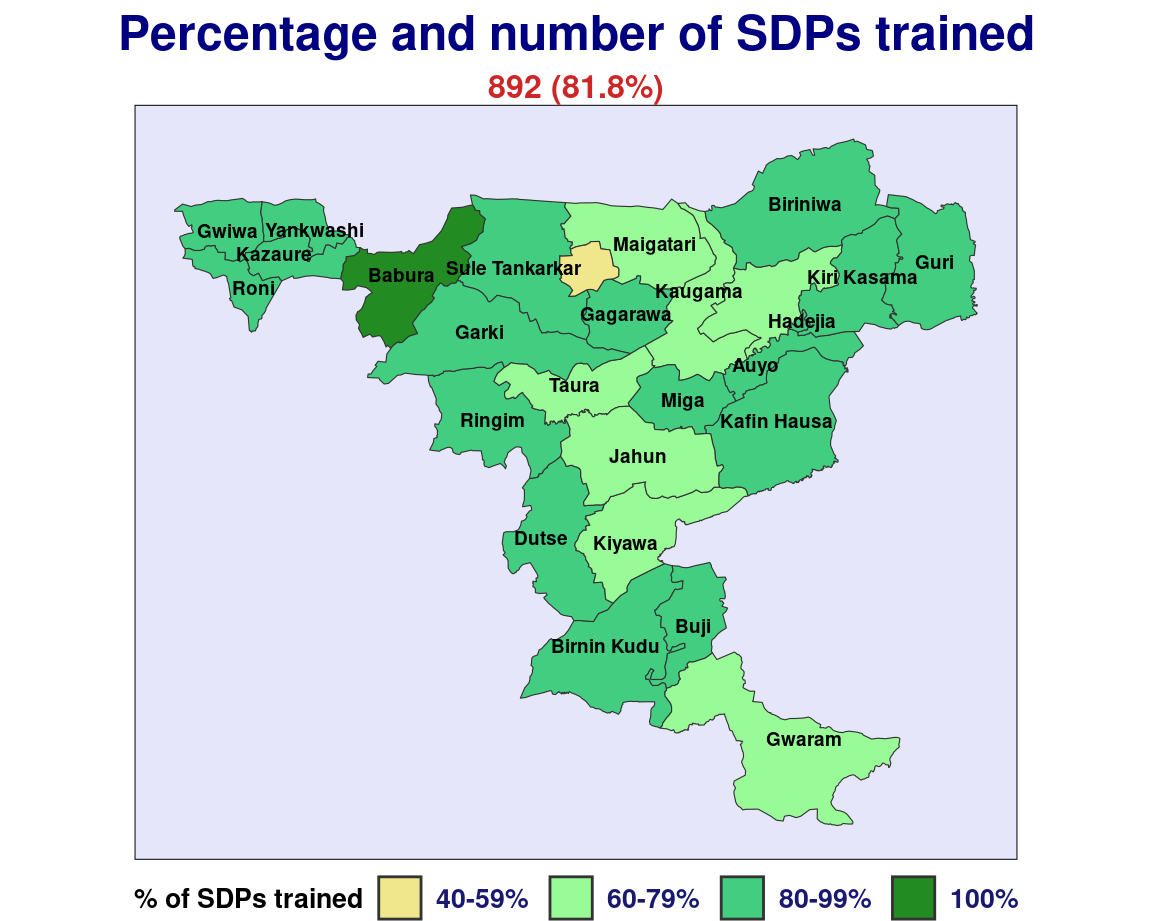 Percentage and number of SDPs trained
892 (81.8%)
Biriniwa
Gwiwa
Yankwashi
Maigatari
Kazaure
Guri
Babura
Sule Tankarkar
Kiri Kasama
Roni
Kaugama
Gagarawa
Hadejia
Garki
Auyo
Taura
Miga
Ringim
Kafin Hausa
Jahun
Dutse
Kiyawa
Buji
Birnin Kudu
Gwaram
% of SDPs trained 40-59% 60-79% 80-99% 100%